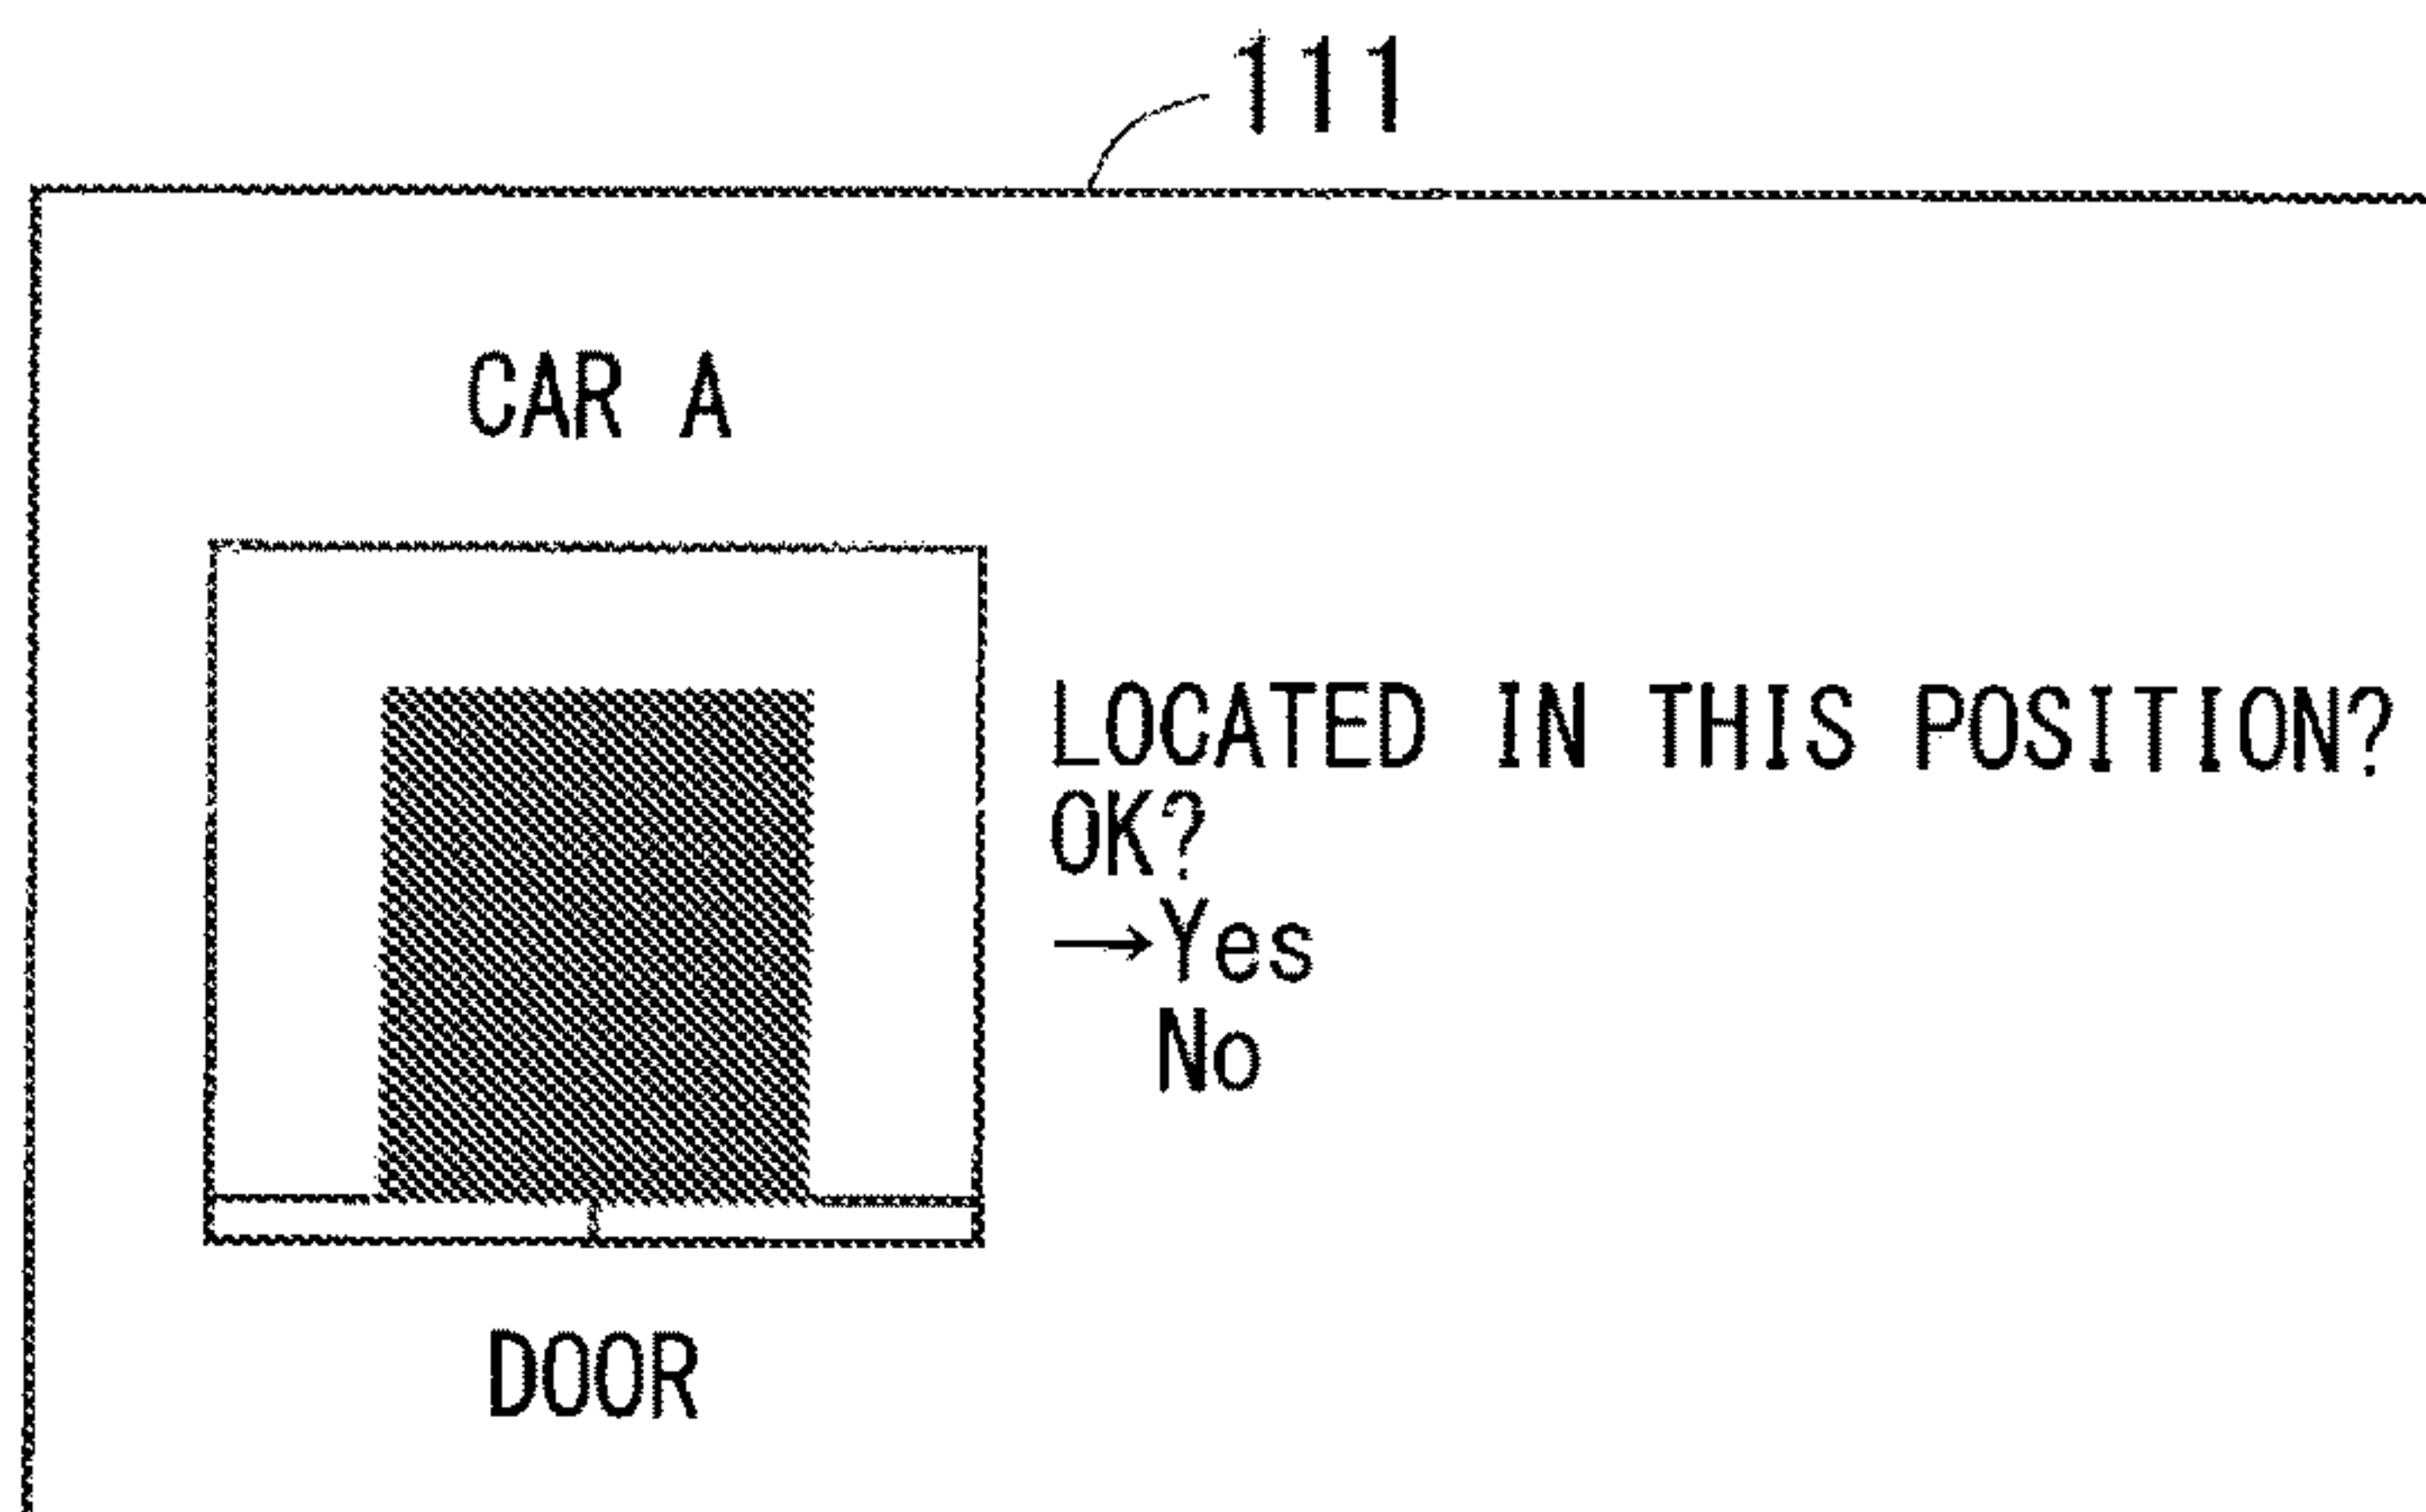 111
CAR A
LOCATED IN THIS POSITION?
OK?
→Yes
No
DOOR